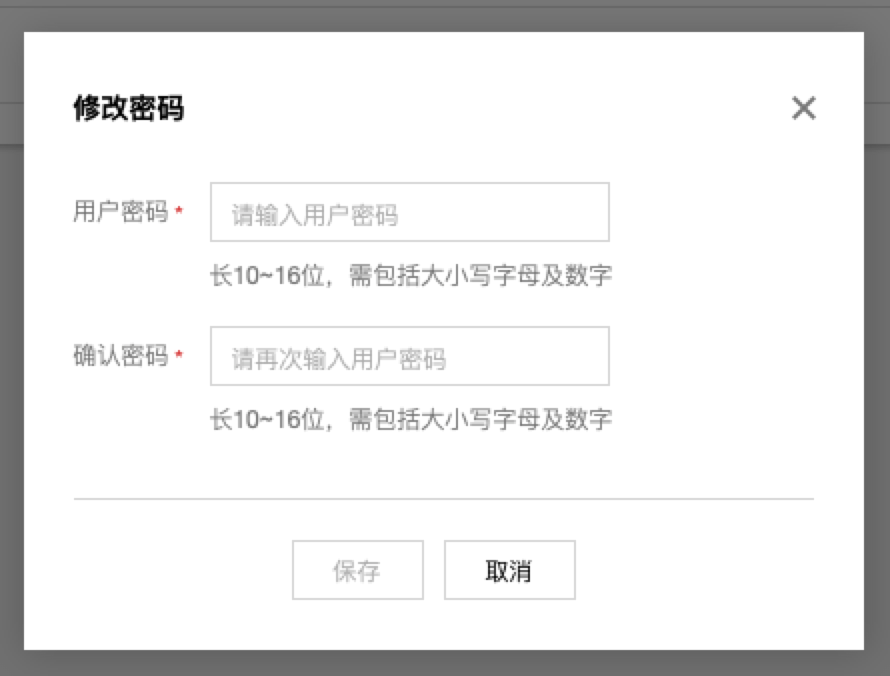 修改密码
用户密码 * 请输入用户密码
长10~16位，需包括大小写字母及数字
确认密码 * 请再次输入用户密码
长10~16位，需包括大小写字母及数字
保存 取消